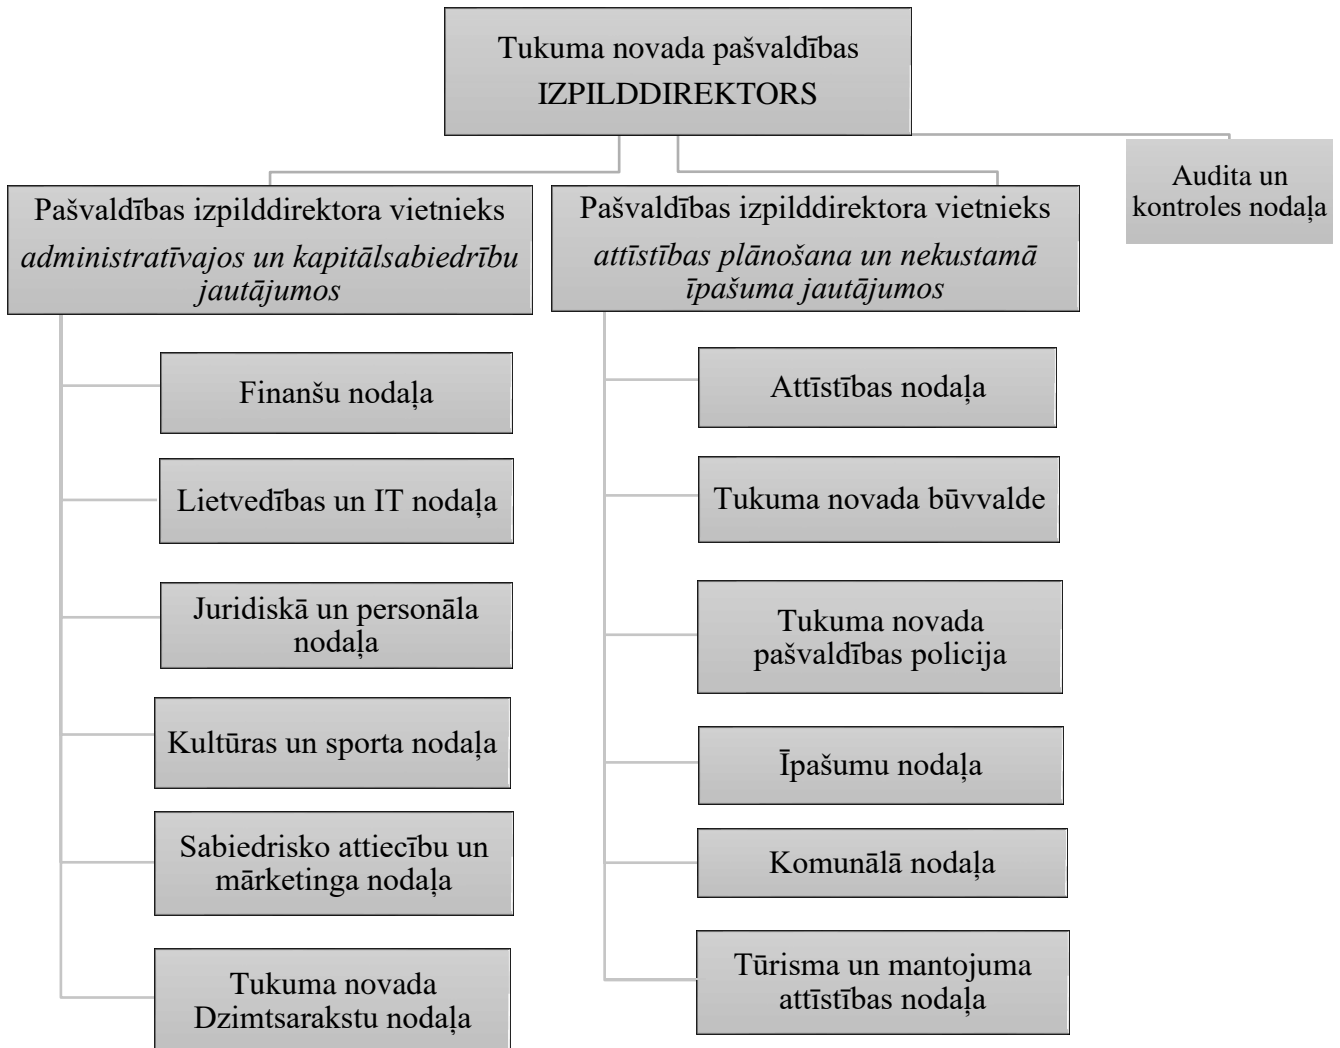 Tukuma novada pašvaldības
IZPILDDIREKTORS
Audita un
kontroles nodaļa
Pašvaldības izpilddirektora vietnieks
administratīvajos un kapitālsabiedrību
jautājumos
Pašvaldības izpilddirektora vietnieks
attīstības plānošana un nekustamā
īpašuma jautājumos
Finanšu nodaļa
Lietvedības un IT nodaļa
Juridiskā un personāla
nodaļa
Kultūras un sporta nodaļa
Sabiedrisko attiecību un
mārketinga nodaļa
Tukuma novada
Dzimtsarakstu nodaļa
Attīstības nodaļa
Tukuma novada būvvalde
Tukuma novada
pašvaldības policija
Īpašumu nodaļa
Komunālā nodaļa
Tūrisma un mantojuma
attīstības nodaļa